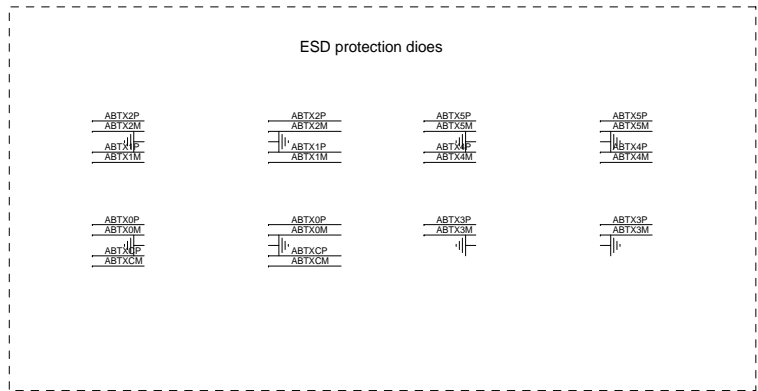 ESD protection dioes
ABTX2P ABTX2P ABTX5P ABTX5P
ABTX2M ABTX2M ABTX5M ABTX5M
ABTX1P ABTX1P ABTX4P ABTX4P
ABTX1M ABTX1M ABTX4M ABTX4M
ABTX0P ABTX0P ABTX3P ABTX3P
ABTX0M ABTX0M ABTX3M ABTX3M
ABTXCP ABTXCP
ABTXCM ABTXCM